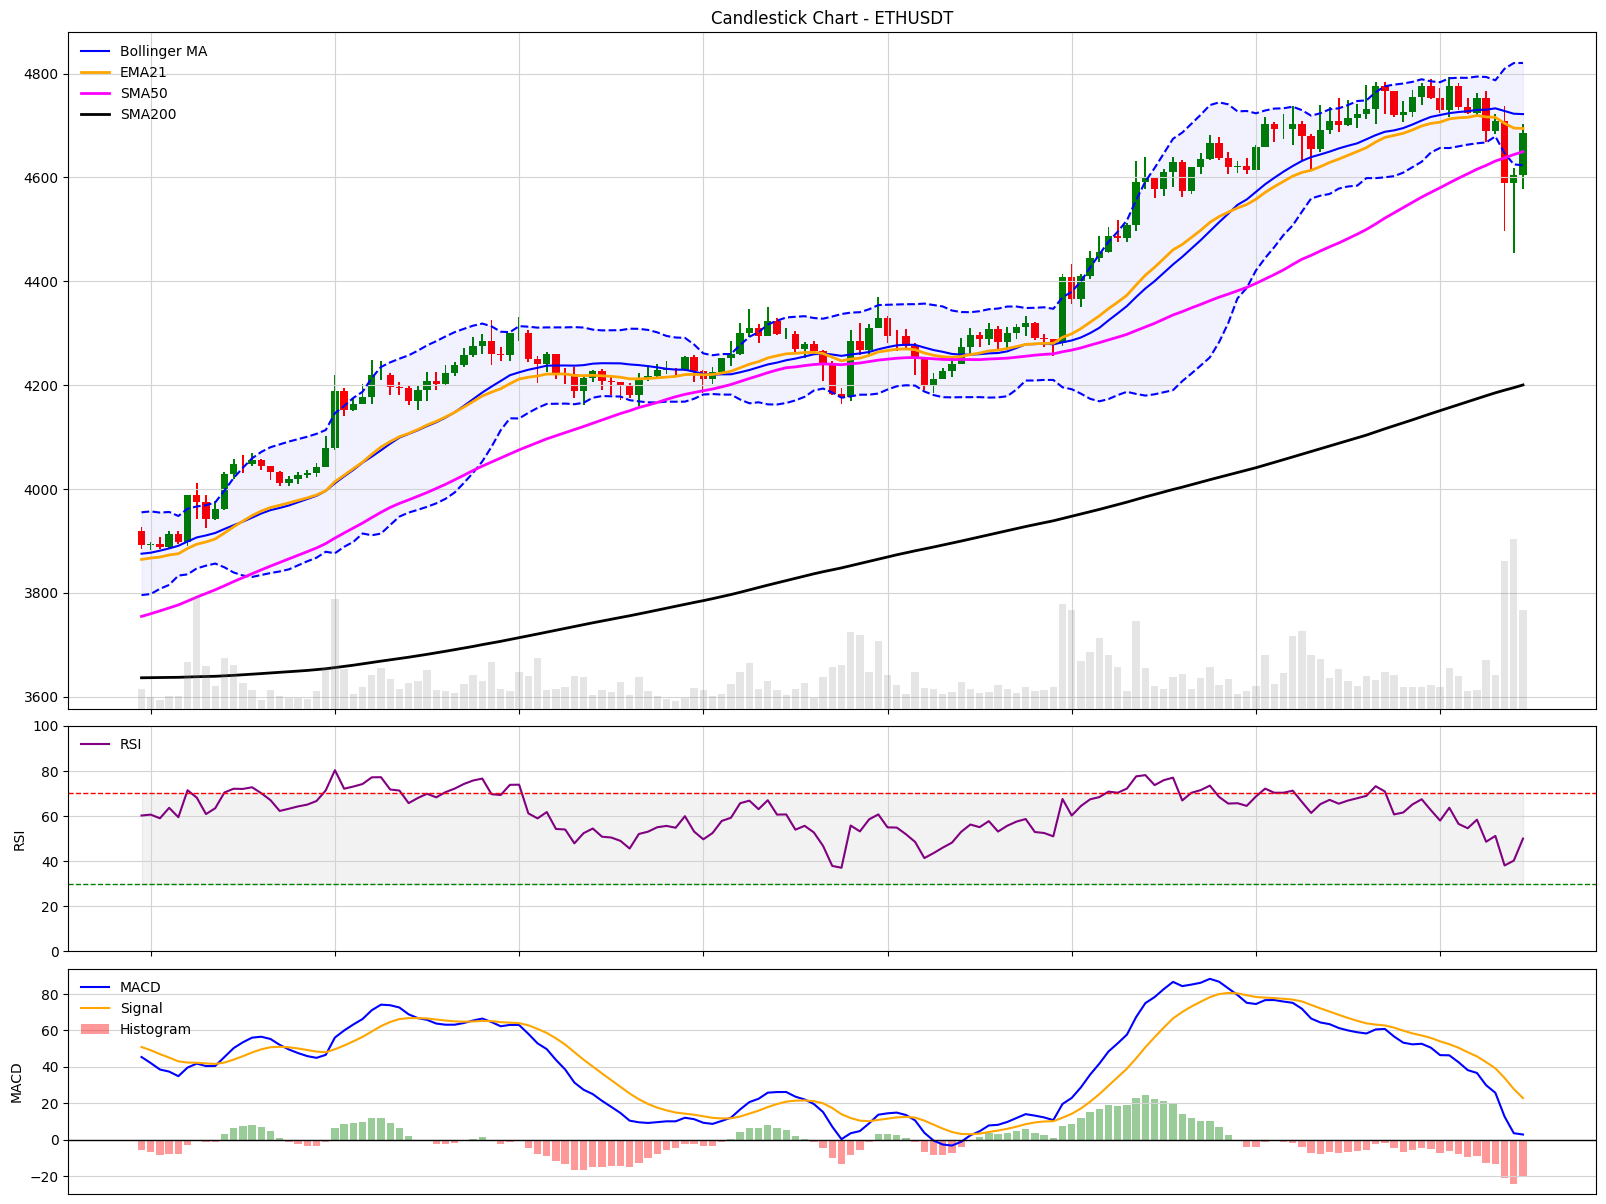 Candlestick Chart - ETHUSDT
Bollinger MA
EMA21
SMA50
SMA200
4800
4600
4400
4200
4000
3800
3600
RSI
100
80
60
40
20
0
RSI
MACD
Signal
Histogram
80
60
40
20
0
−20
MACD